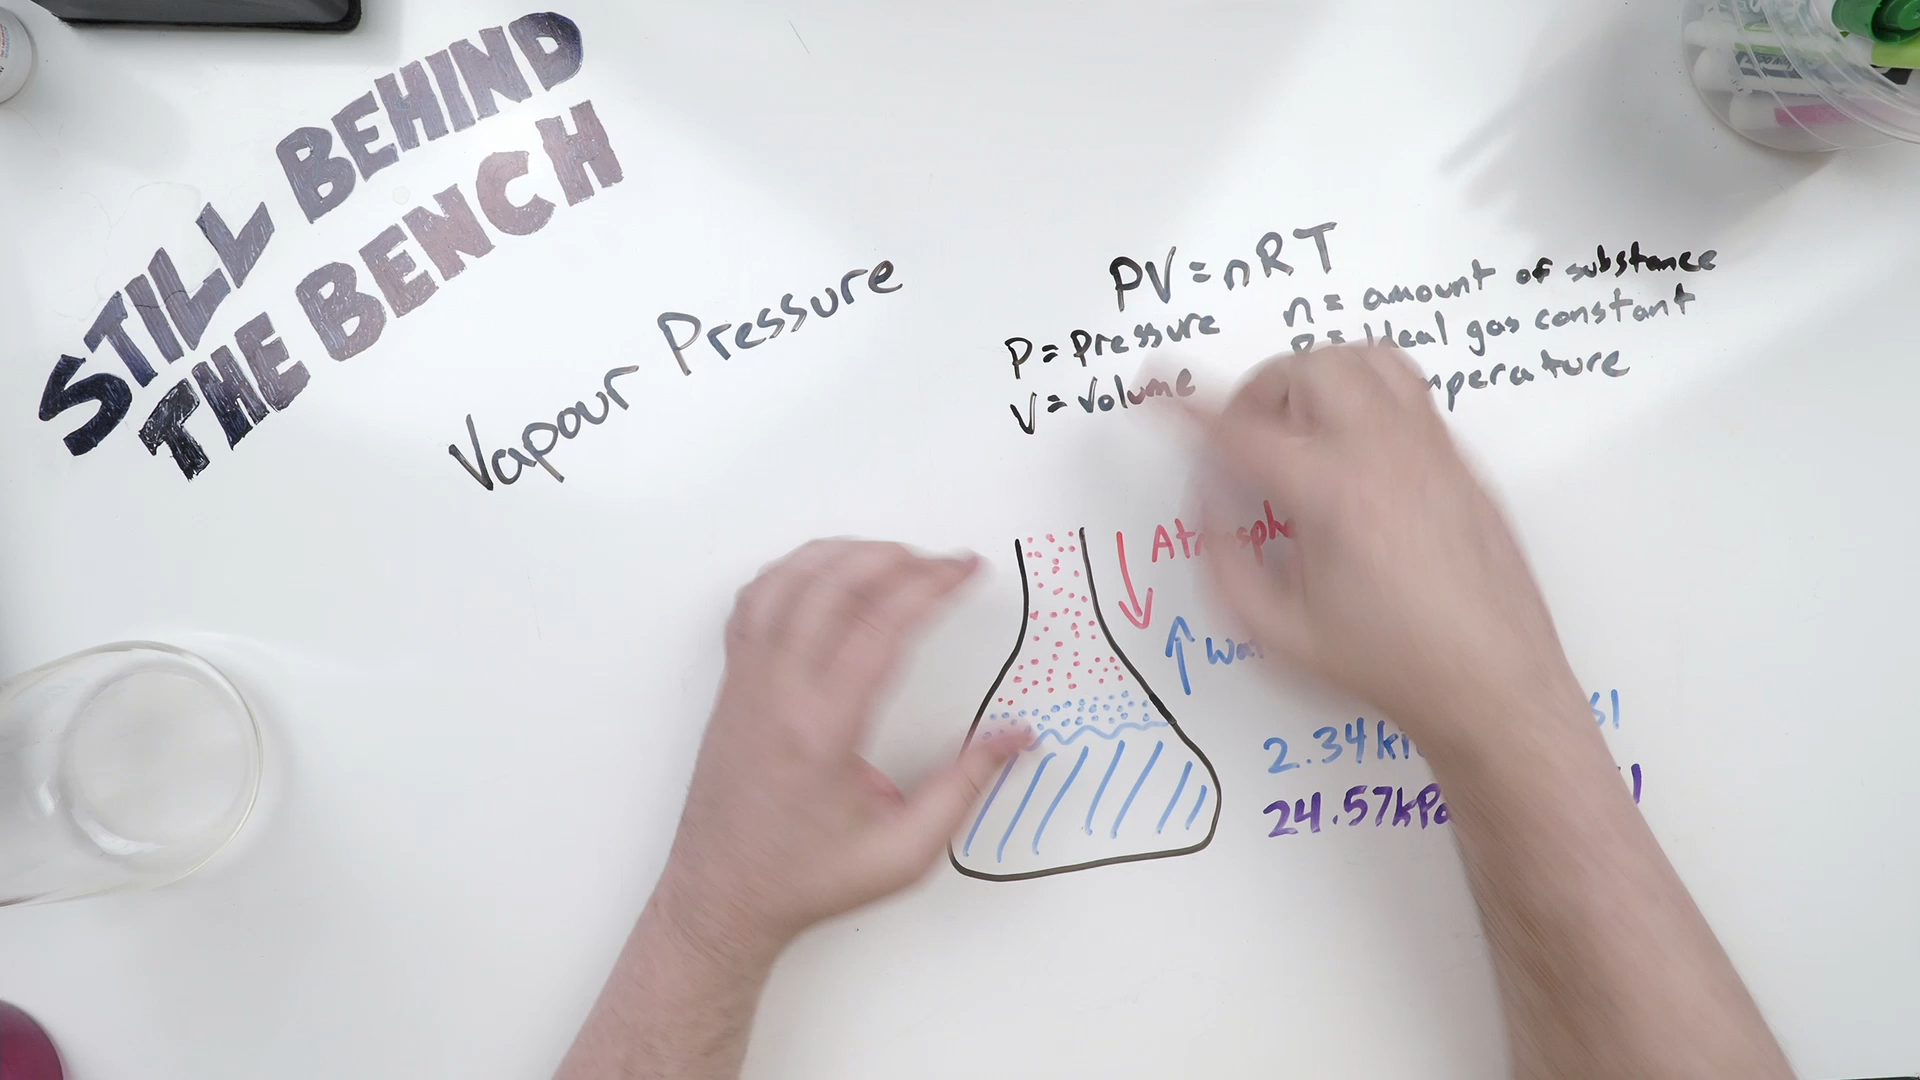 STILL BEHIND
THE BENCH
Vapour Pressure
PV = nRT
P = Pressure
V = Volume
n = amount of substance
Ideal gas constant
2.34k
24.57kPa